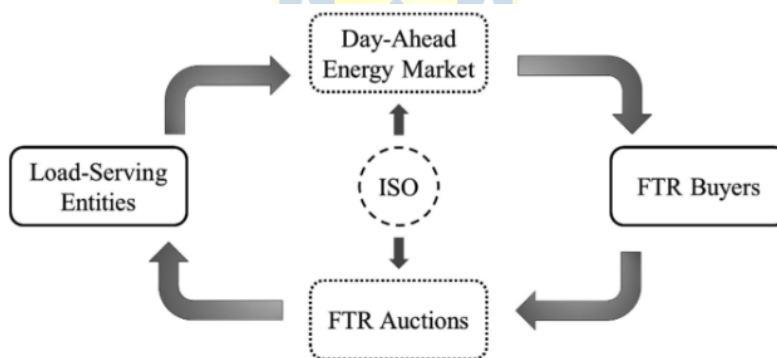 Day-Ahead
Energy Market
Load-Serving
Entities
ISO
FTR Buyers
FTR Auctions